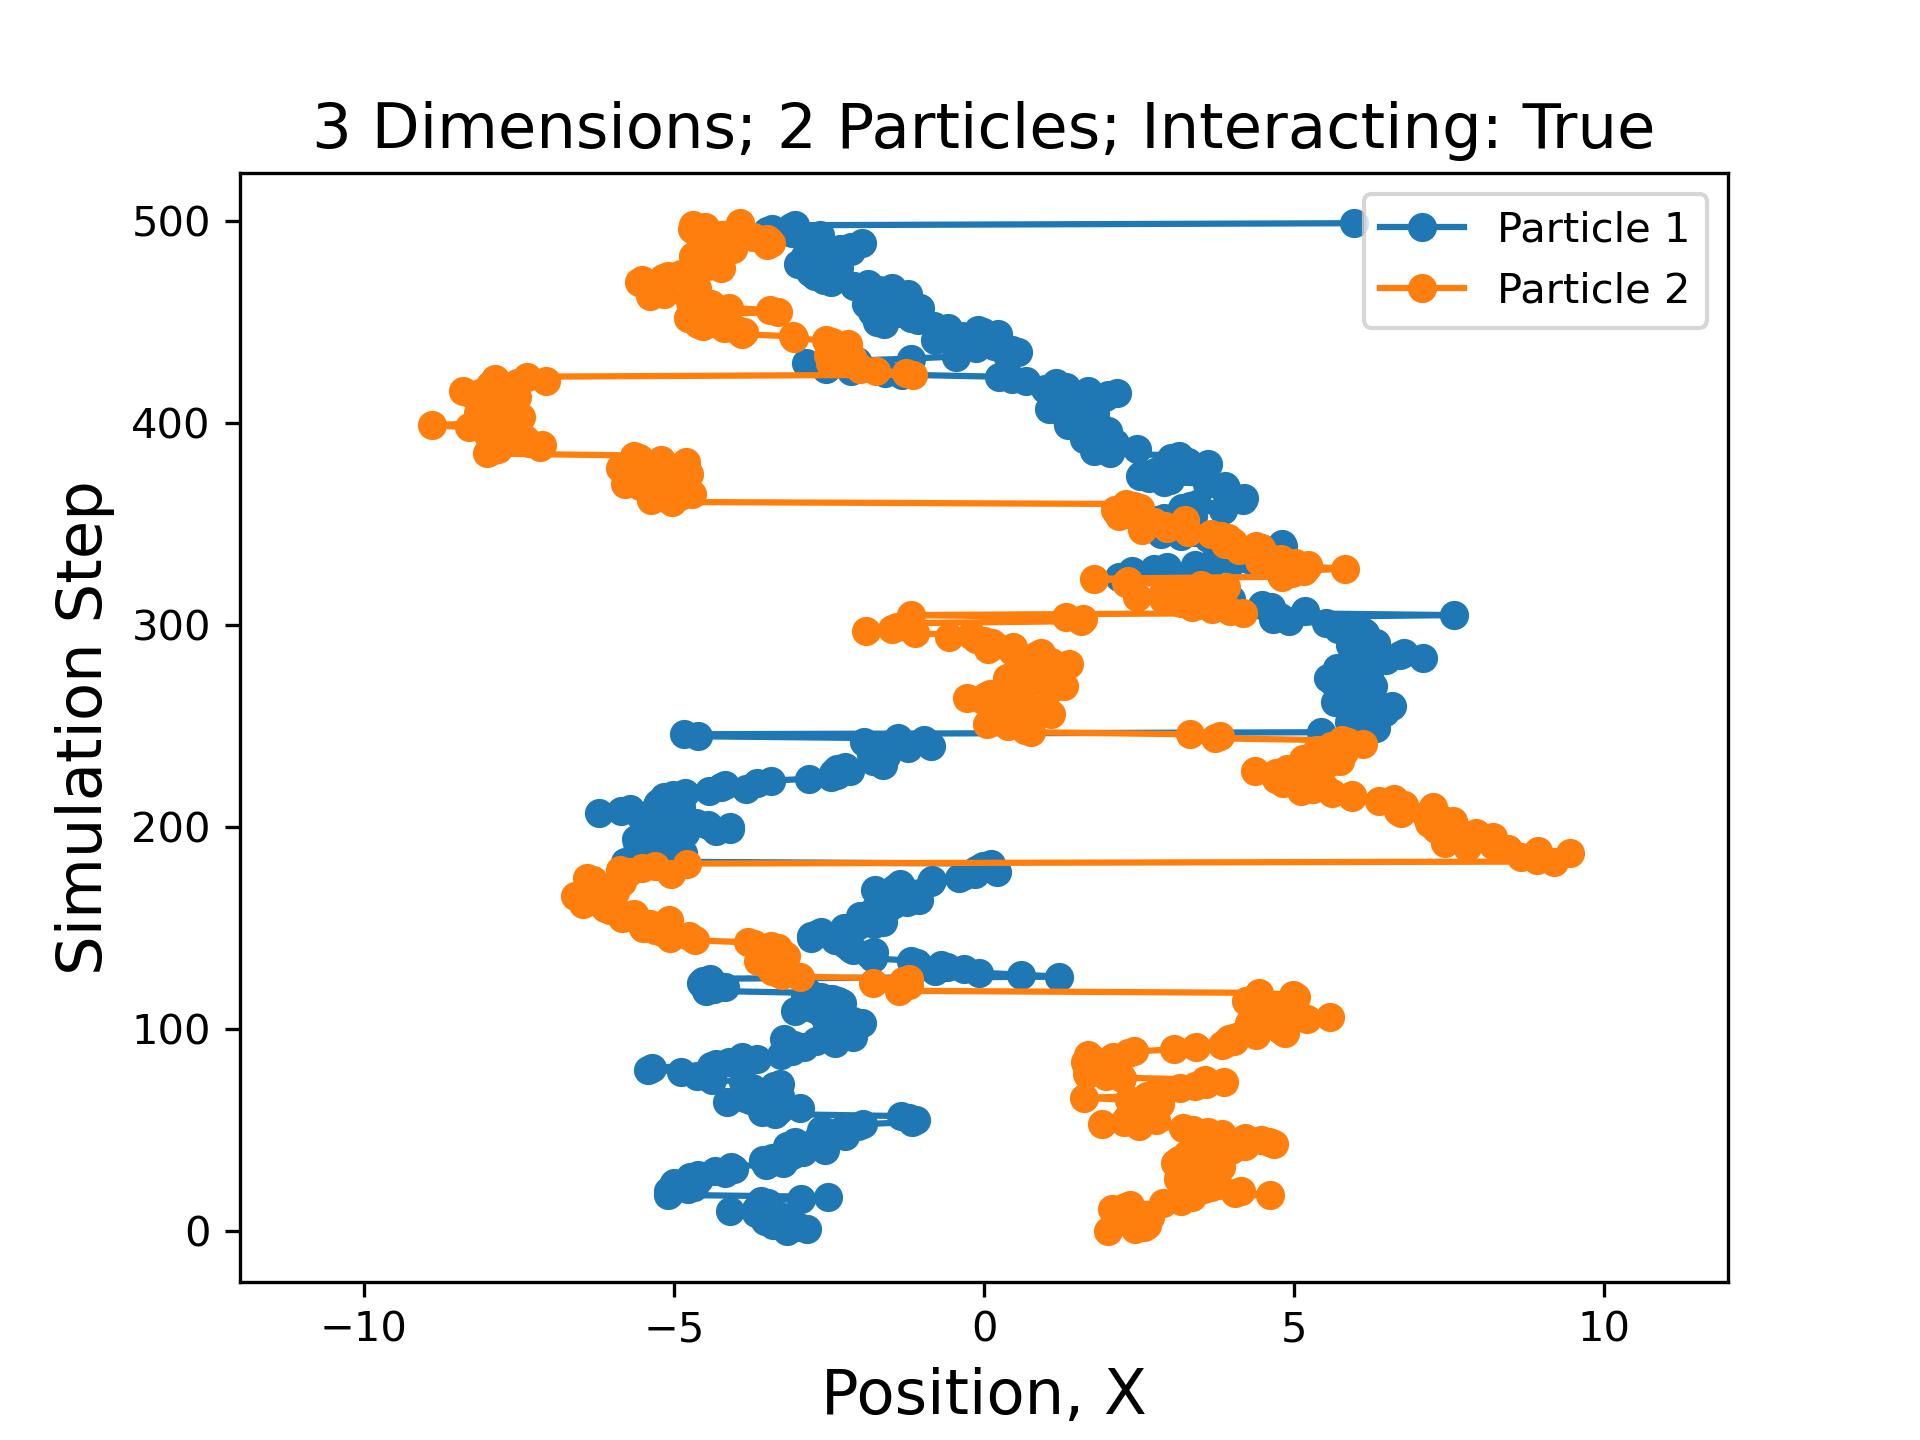 3 Dimensions; 2 Particles; Interacting: True
Particle 1
Particle 2
Simulation Step
500
400
300
200
100
0
−10
−5
0
5
10
Position, X